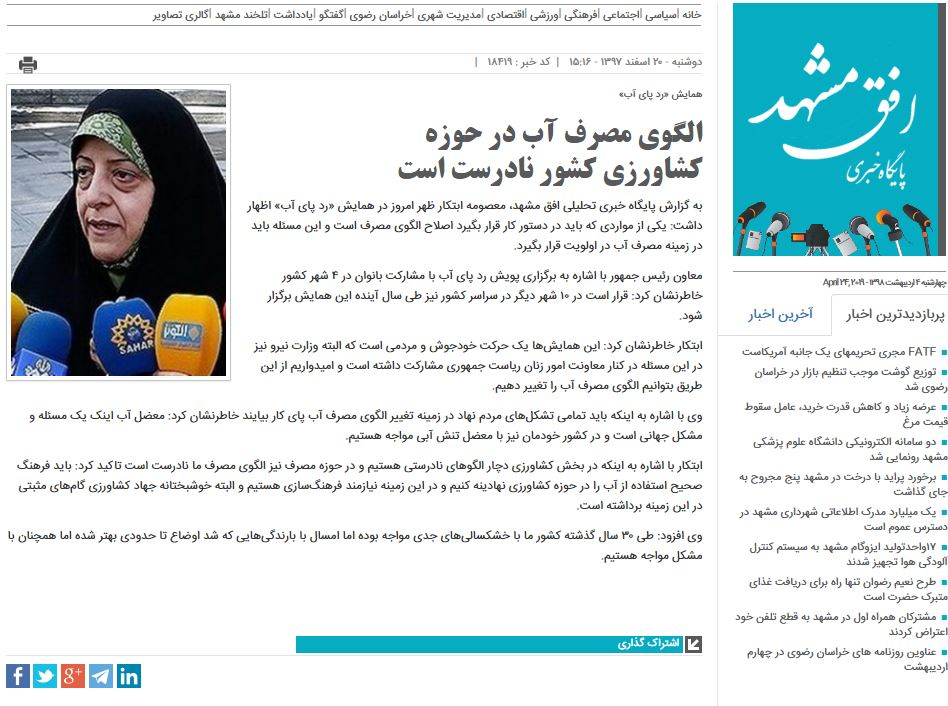 خانه |سیاسی |اجتماعی |فرهنگی |ورزشی |اقتصادی |مدیریت شهری |خراسان رضوی |گفتگو |یادداشت |تلخند مشهد |گالری تصاویر
دوشنبه - ۲۰ اسفند ۱۳۹۷ - ۱۵:۱۶ | کد خبر : ۱۸۴۱۹ |
همایش «رد پای آب»
الگوی مصرف آب در حوزه
کشاورزی کشور نادرست است
به گزارش پایگاه خبری تحلیلی افق مشهد، معصومه ابتکار ظهر امروز در همایش «رد پای آب» اظهار
داشت: یکی از مواردی که باید در دستور کار قرار بگیرد اصلاح الگوی مصرف است و این مسئله باید
در زمینه مصرف آب در اولویت قرار بگیرد.
معاون رئیس جمهور با اشاره به برگزاری پویش رد پای آب با مشارکت بانوان در ۴ شهر کشور
خاطرنشان کرد: قرار است در ۱۰ شهر دیگر در سراسر کشور نیز طی سال آینده این همایش برگزار
شود.
ابتکار خاطرنشان کرد: این همایش‌ها یک حرکت خودجوش و مردمی است که البته وزارت نیرو نیز
در این مسئله در کنار معاونت امور زنان ریاست جمهوری مشارکت داشته است و امیدواریم از این
طریق بتوانیم الگوی مصرف آب را تغییر دهیم.
وی با اشاره به اینکه باید تمامی تشکل‌های مردم نهاد در زمینه تغییر الگوی مصرف آب پای کار بیایند خاطرنشان کرد: معضل آب اینک یک مسئله و
مشکل جهانی است و در کشور خودمان نیز با معضل تنش آبی مواجه هستیم.
ابتکار با اشاره به اینکه در بخش کشاورزی دچار الگوهای نادرستی هستیم و در حوزه مصرف نیز الگوی مصرف ما نادرست است تاکید کرد: باید فرهنگ
صحیح استفاده از آب را در حوزه کشاورزی نهادینه کنیم و در این زمینه نیازمند فرهنگ‌سازی هستیم و البته خوشبختانه جهاد کشاورزی گام‌های مثبتی
در این زمینه برداشته است.
وی افزود: طی ۳۰ سال گذشته کشور ما با خشکسالی‌های جدی مواجه بوده اما امسال با بارندگی‌هایی که شد اوضاع تا حدودی بهتر شده اما همچنان با
مشکل مواجه هستیم.
اشتراک گذاری
SAHAR
الکوثر
افق مشهد
پایگاه خبری
چهارشنبه ۴ اردیبهشت ۱۳۹۸ - April ۲۴, ۲۰۱۹
پربازدیدترین اخبار
آخرین اخبار
FATF مجری تحریمهای یک جانبه آمریکاست
توزیع گوشت موجب تنظیم بازار در خراسان
رضوی شد
عرضه زیاد و کاهش قدرت خرید، عامل سقوط
قیمت مرغ
دو سامانه الکترونیکی دانشگاه علوم پزشکی
مشهد رونمایی شد
برخورد پراید با درخت در مشهد پنج مجروح به
جای گذاشت
یک میلیارد مدرک اطلاعاتی شهرداری مشهد در
دسترس عموم است
۱۷واحدتولید ایزوگام مشهد به سیستم کنترل
آلودگی هوا تجهیز شدند
طرح نعیم رضوان تنها راه برای دریافت غذای
متبرک حضرت است
مشترکان همراه اول در مشهد به قطع تلفن خود
اعتراض کردند
عناوین روزنامه های خراسان رضوی در چهارم
اردیبهشت